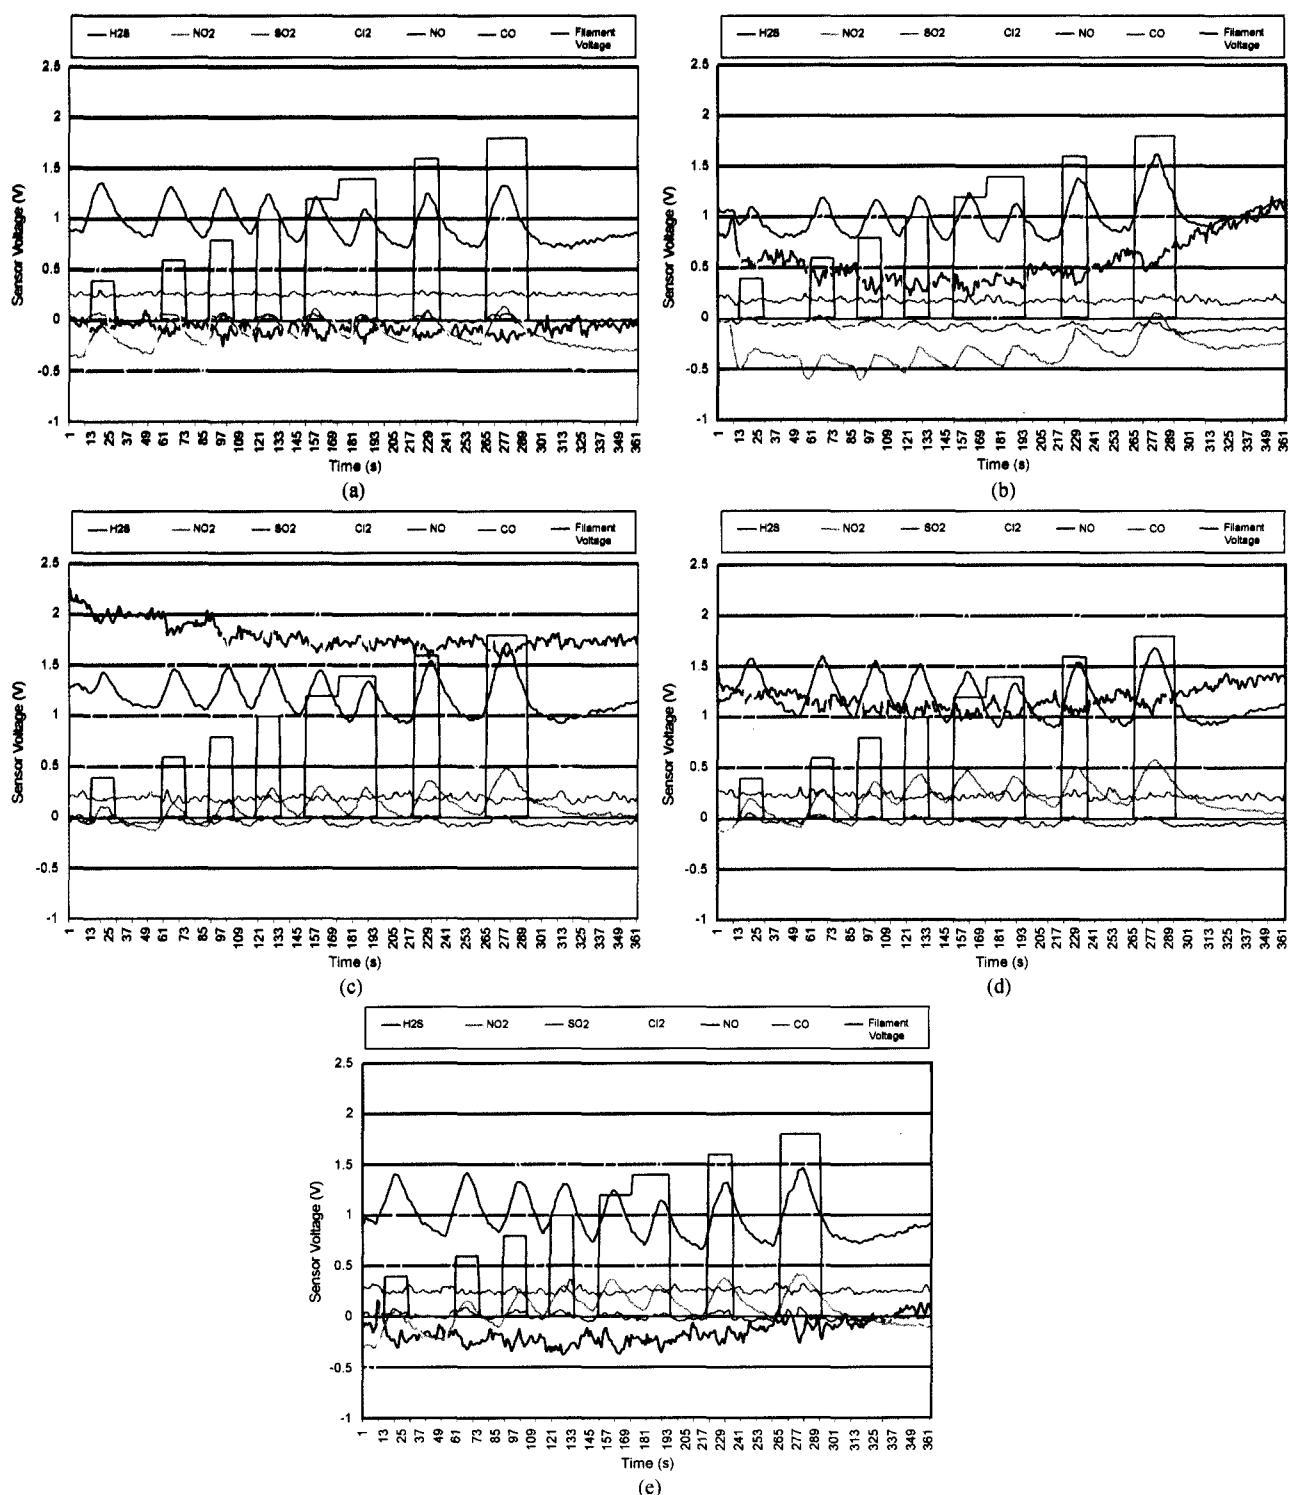 H2S NO2 SO2 Cl2 NO CO Filament Voltage
2.5
2
1.5
1
0.5
0
-0.5
-1
Sensor Voltage (V)
1 13 25 37 49 61 73 85 97 109 121 133 145 157 169 181 193 205 217 229 241 253 265 277 289 301 313 325 337 349 361
Time (s)
(a)
H2S NO2 SO2 Cl2 NO CO Filament Voltage
2.5
2
1.5
1
0.5
0
-0.5
-1
Sensor Voltage (V)
1 13 25 37 49 61 73 85 97 109 121 133 145 157 169 181 193 205 217 229 241 253 265 277 289 301 313 325 337 349 361
Time (s)
(b)
H2S NO2 SO2 Cl2 NO CO Filament Voltage
2.5
2
1.5
1
0.5
0
-0.5
-1
Sensor Voltage (V)
1 13 25 37 49 61 73 85 97 109 121 133 145 157 169 181 193 205 217 229 241 253 265 277 289 301 313 325 337 349 361
Time (s)
(c)
H2S NO2 SO2 Cl2 NO CO Filament Voltage
2.5
2
1.5
1
0.5
0
-0.5
-1
Sensor Voltage (V)
1 13 25 37 49 61 73 85 97 109 121 133 145 157 169 181 193 205 217 229 241 253 265 277 289 301 313 325 337 349 361
Time (s)
(d)
H2S NO2 SO2 Cl2 NO CO Filament Voltage
2.5
2
1.5
1
0.5
0
-0.5
-1
Sensor Voltage (V)
1 13 25 37 49 61 73 85 97 109 121 133 145 157 169 181 193 205 217 229 241 253 265 277 289 301 313 325 337 349 361
Time (s)
(e)